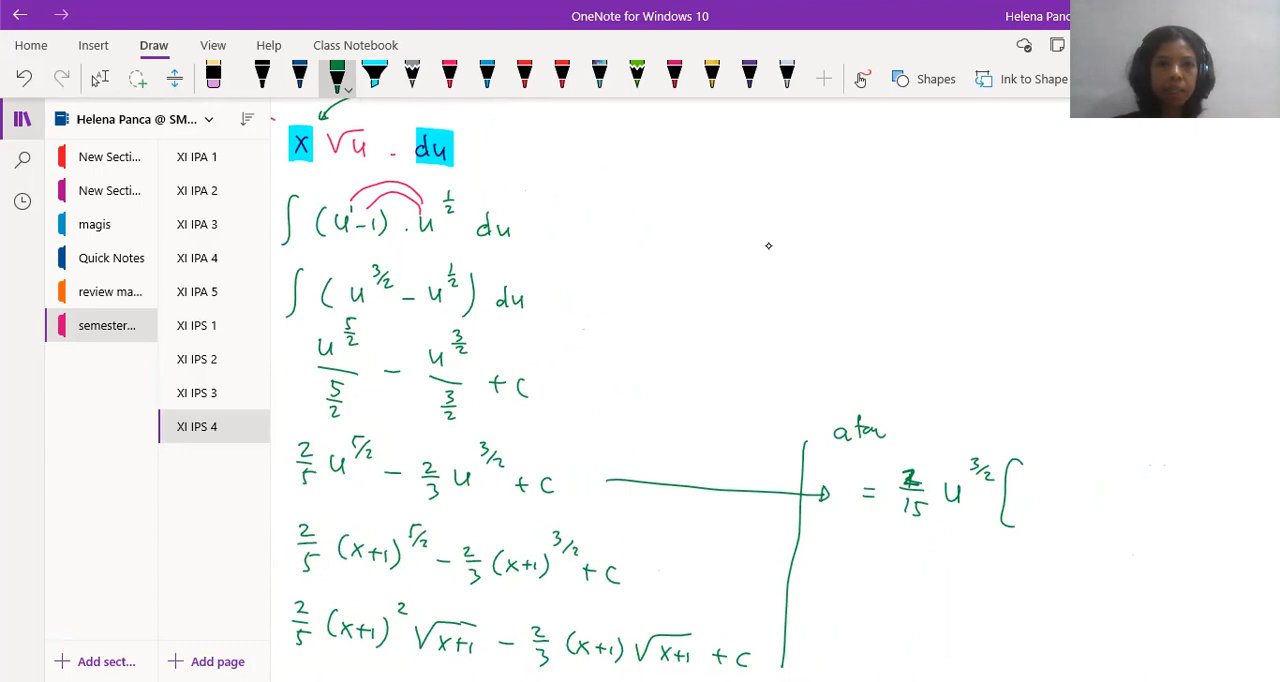 OneNote for Windows 10
Helena Panca
Home Insert Draw View Help Class Notebook
Shapes Ink to Shape
Helena Panca @ SM...
New Secti...
New Secti...
magis
Quick Notes
review ma...
semester...
XI IPA 1
XI IPA 2
XI IPA 3
XI IPA 4
XI IPA 5
XI IPS 1
XI IPS 2
XI IPS 3
XI IPS 4
+ Add sect...
+ Add page
x √u . du
∫ (u¹ - 1) . u^(1/2) du
∫ (u^(3/2) - u^(1/2)) du
u^(5/2) / (5/2) - u^(3/2) / (3/2) + c
2/5 u^(5/2) - 2/3 u^(3/2) + c
2/5 (x+1)^(5/2) - 2/3 (x+1)^(3/2) + c
2/5 (x+1)² √(x+1) - 2/3 (x+1) √(x+1) + c
atau
= 2/15 u^(3/2) [